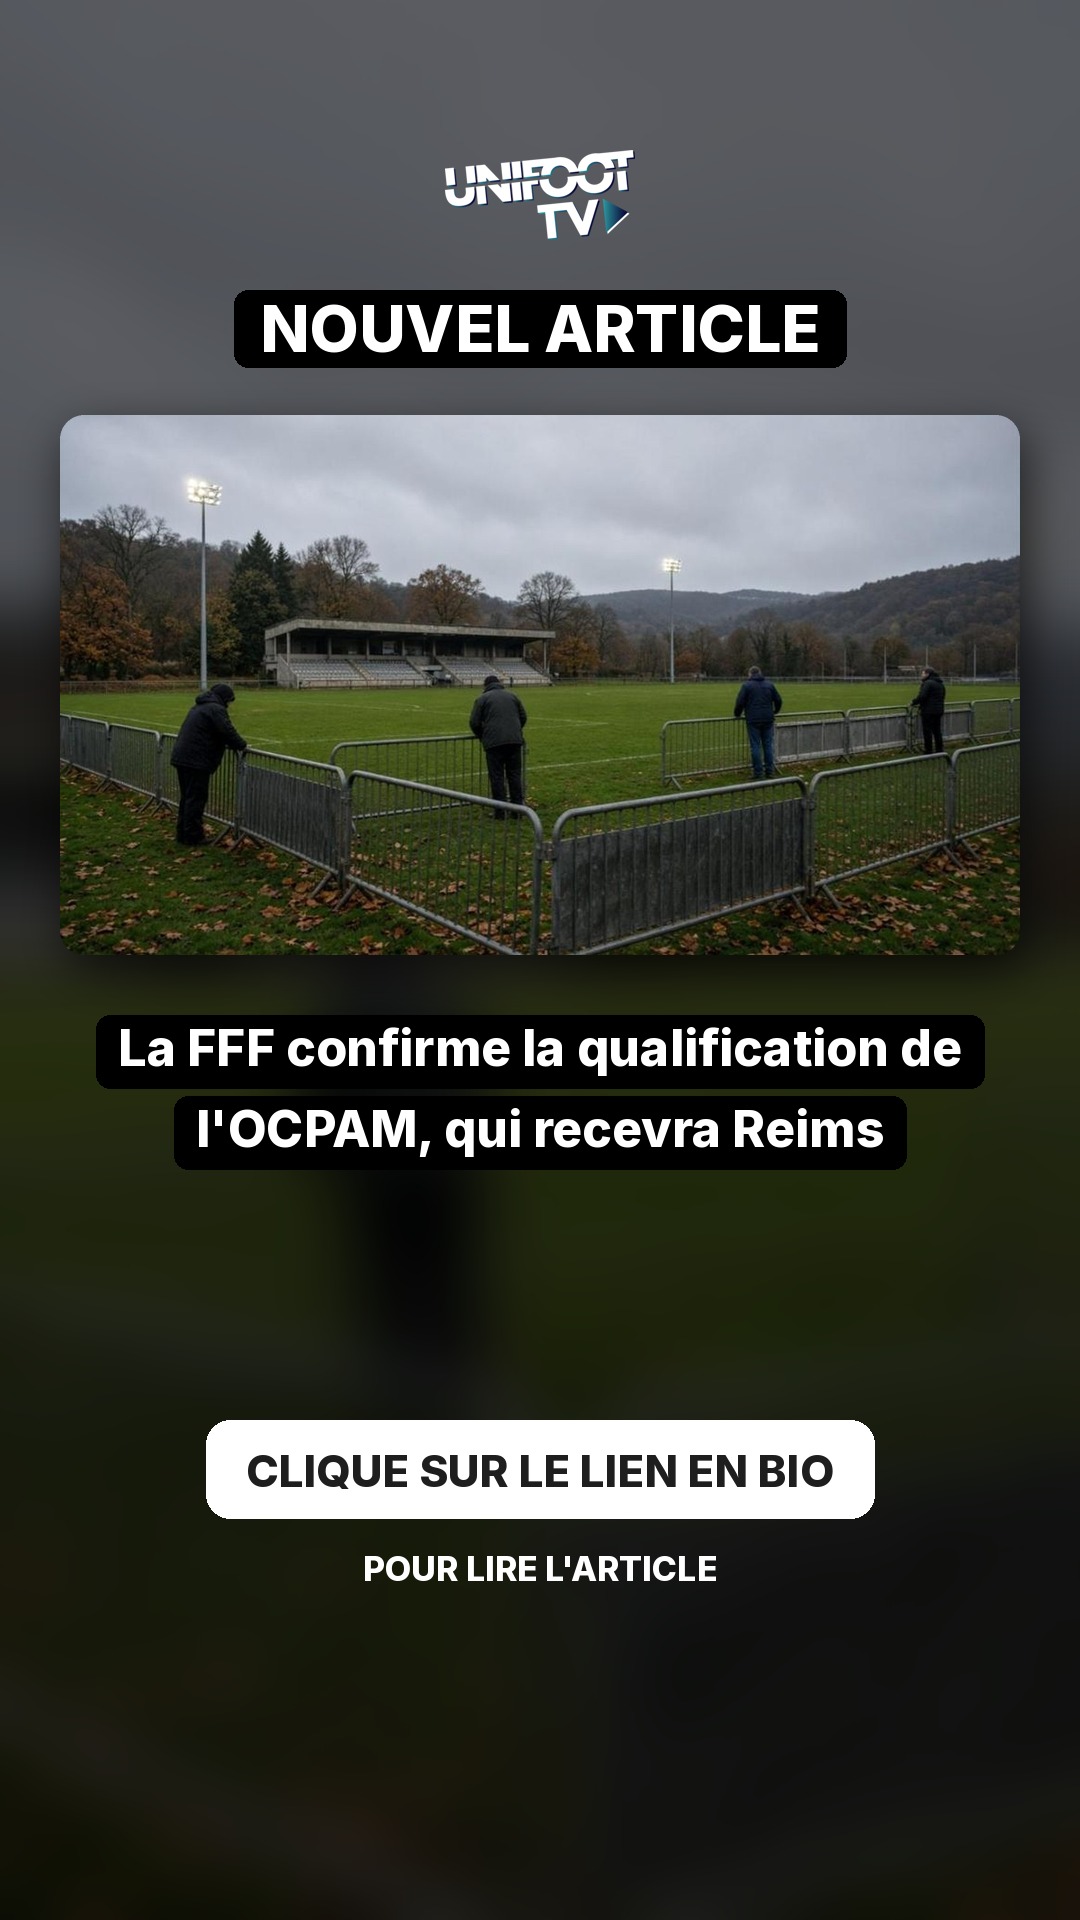 UNIFOOT
TV
NOUVEL ARTICLE
La FFF confirme la qualification de
l'OCPAM, qui recevra Reims
CLIQUE SUR LE LIEN EN BIO
POUR LIRE L'ARTICLE